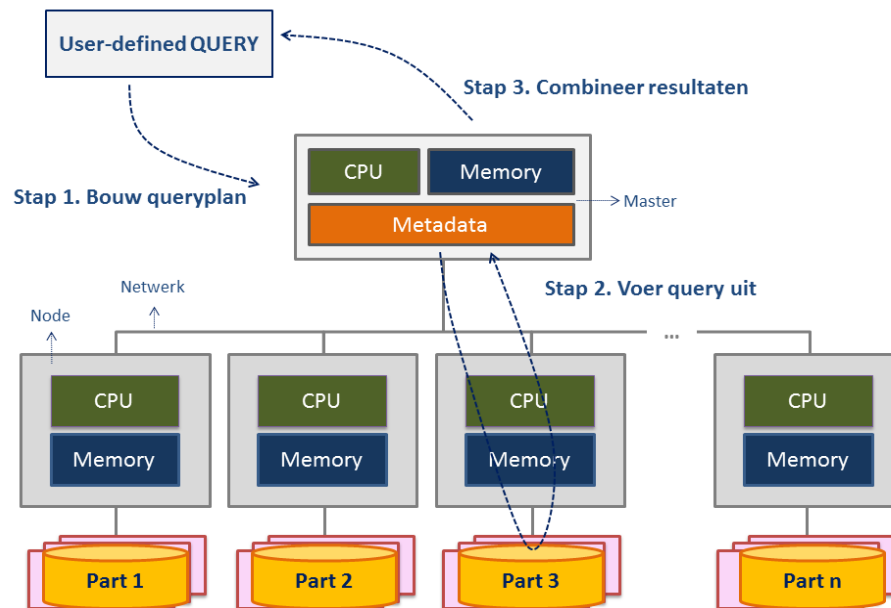 User-defined QUERY
Stap 3. Combineer resultaten
CPU
Memory
Stap 1. Bouw queryplan
Master
Metadata
Stap 2. Voer query uit
Netwerk
Node
...
CPU
CPU
CPU
CPU
Memory
Memory
Memory
Memory
Part 1
Part 2
Part 3
Part n